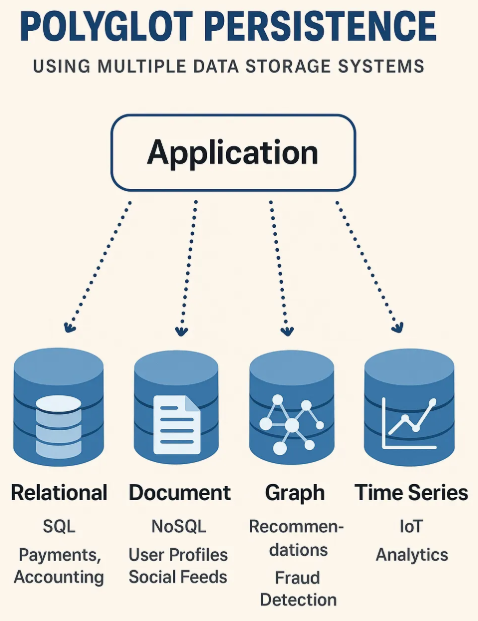 POLYGLOT PERSISTENCE
USING MULTIPLE DATA STORAGE SYSTEMS
Application
Relational
SQL
Payments,
Accounting
Document
NoSQL
User Profiles
Social Feeds
Graph
Recommen-
dations
Fraud
Detection
Time Series
IoT
Analytics